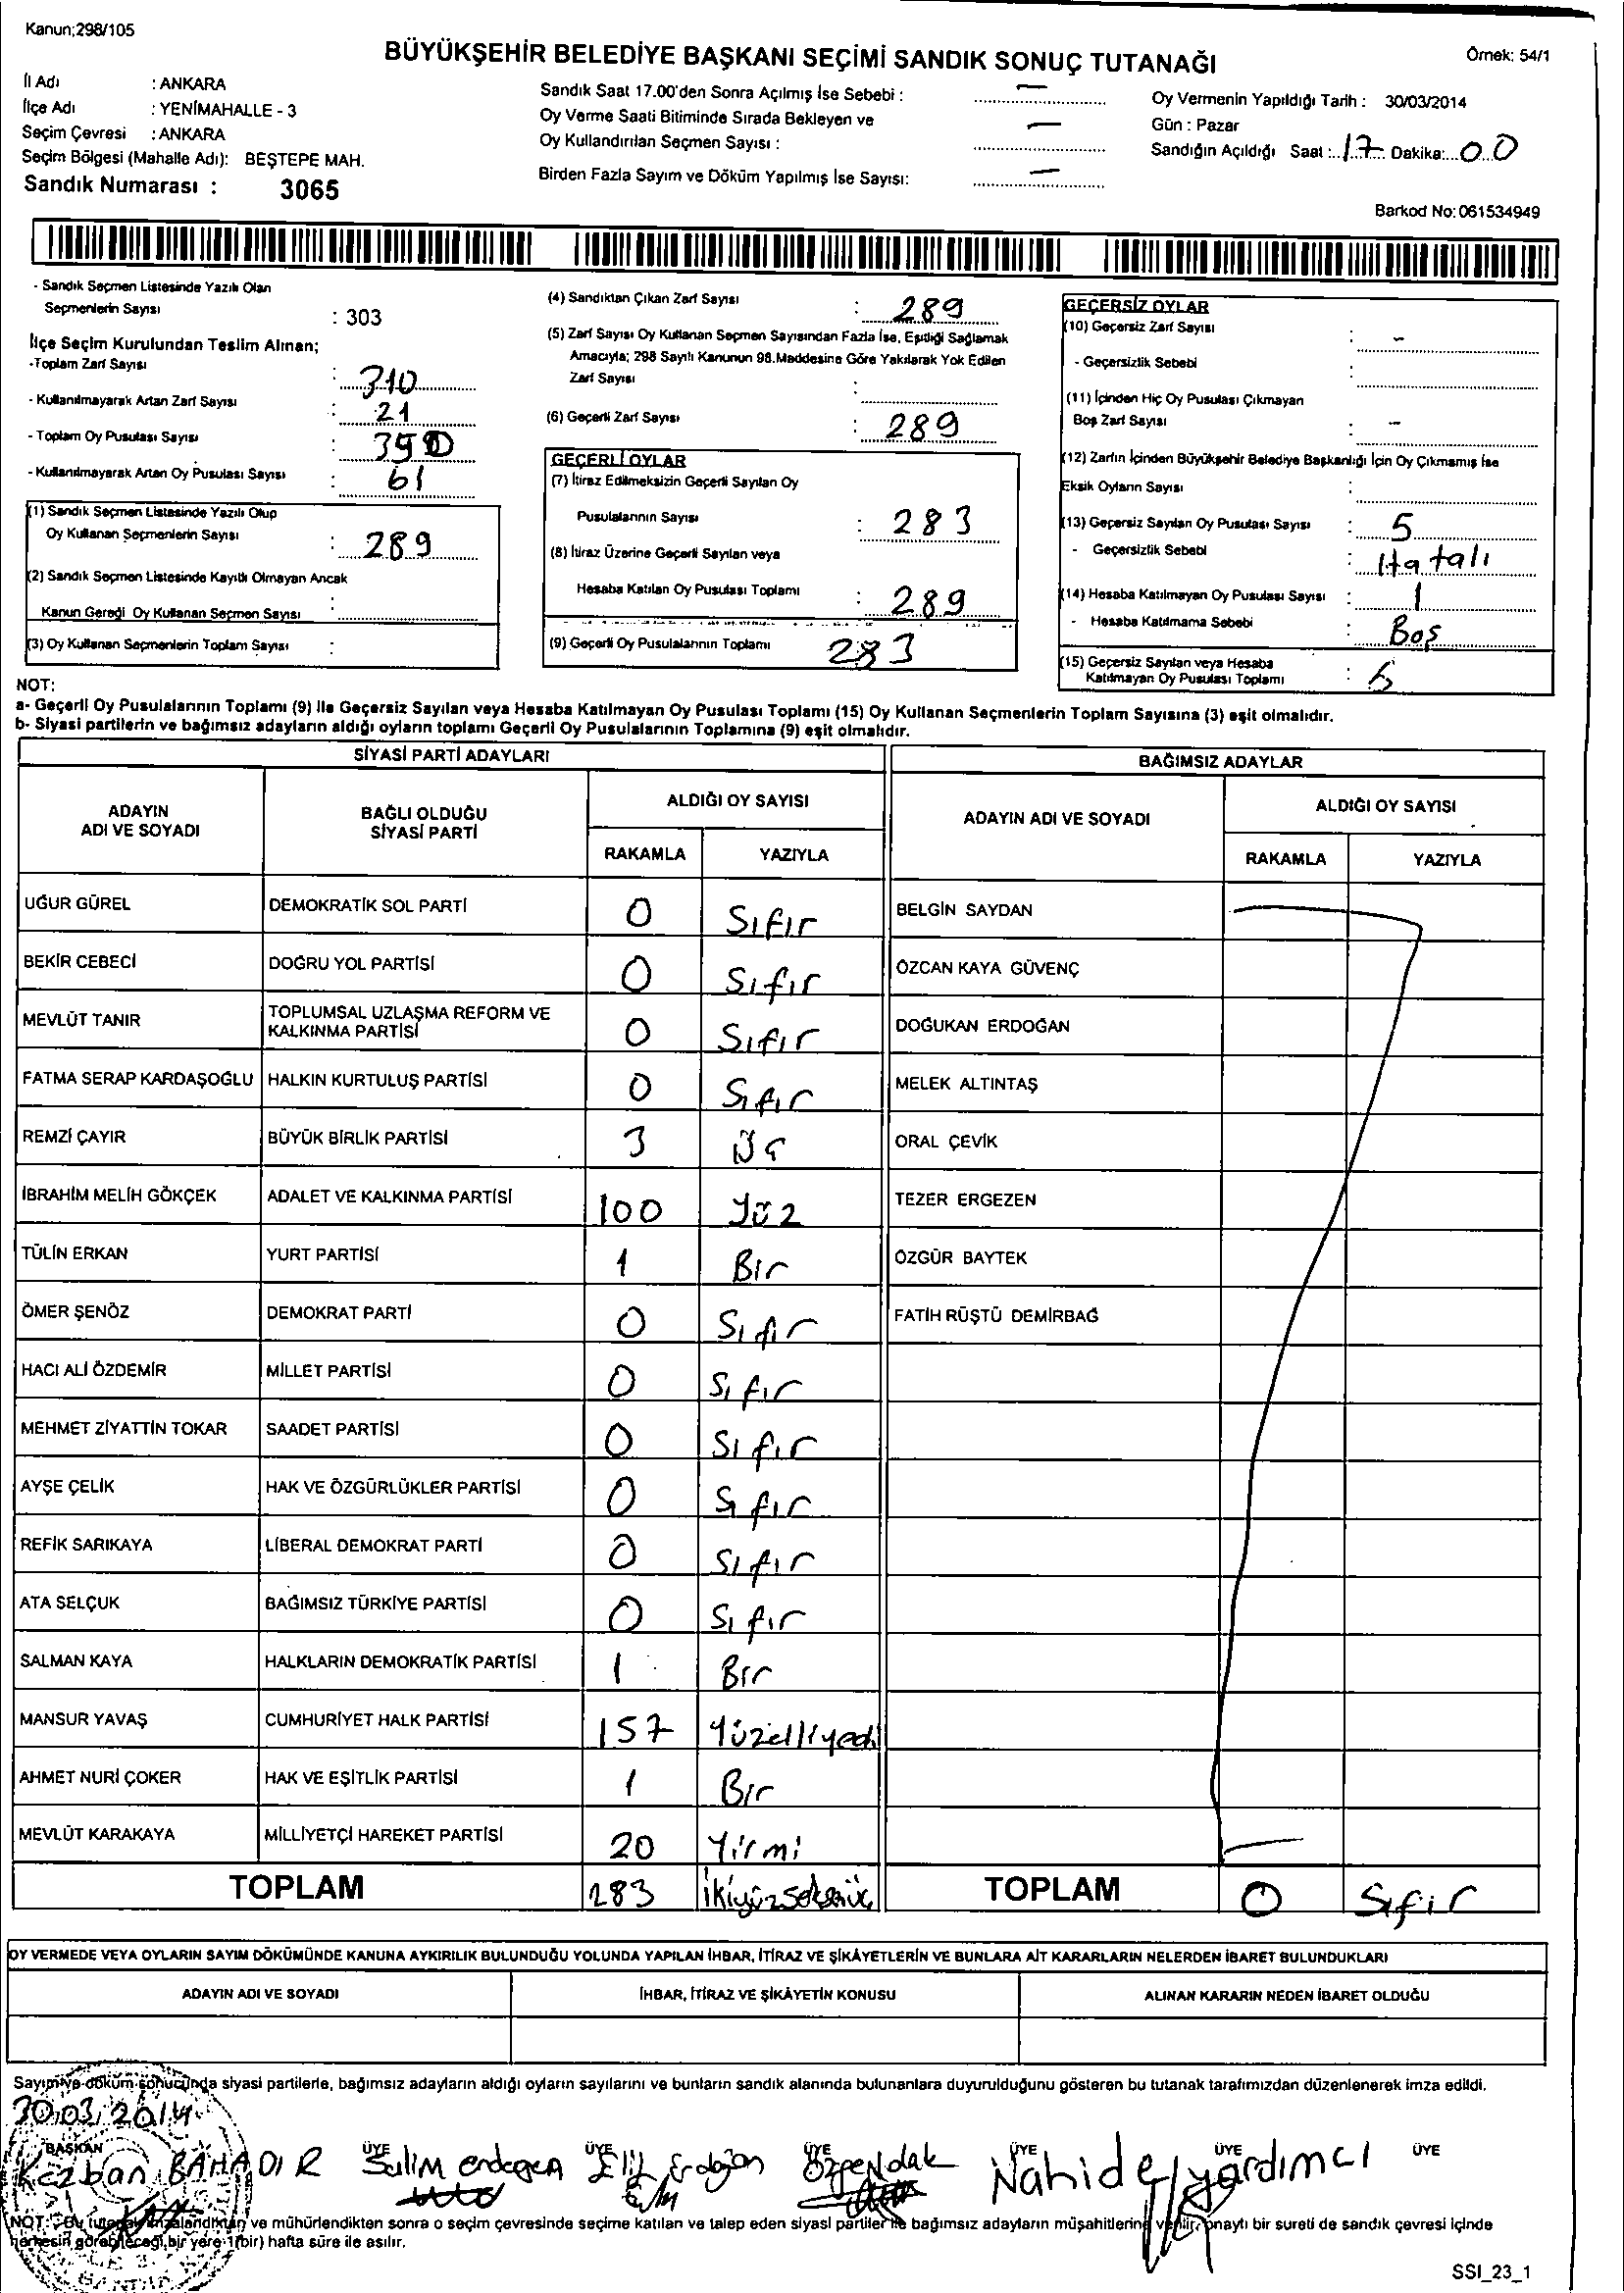 Kanun;298/105
BÜYÜKŞEHİR BELEDİYE BAŞKANI SEÇİMİ SANDIK SONUÇ TUTANAĞI
Örnek: 54/1
İl Adı : ANKARA
İlçe Adı : YENİMAHALLE - 3
Seçim Çevresi : ANKARA
Seçim Bölgesi (Mahalle Adı): BEŞTEPE MAH.
Sandık Numarası : 3065
Sandık Saat 17.00'den Sonra Açılmış İse Sebebi : —
Oy Verme Saati Bitiminde Sırada Bekleyen ve
Oy Kullandırılan Seçmen Sayısı : —
Birden Fazla Sayım ve Döküm Yapılmış İse Sayısı: —
Oy Vermenin Yapıldığı Tarih : 30/03/2014
Gün : Pazar
Sandığın Açıldığı Saat : 17 Dakika: 00
Barkod No: 061534949
- Sandık Seçmen Listesinde Yazılı Olan
Seçmenlerin Sayısı : 303
İlçe Seçim Kurulundan Teslim Alınan;
-Toplam Zarf Sayısı : 310
- Kullanılmayarak Artan Zarf Sayısı : 21
- Toplam Oy Pusulası Sayısı :
- Kullanılmayarak Artan Oy Pusulası Sayısı : 61
(1) Sandık Seçmen Listesinde Yazılı Olup
Oy Kullanan Seçmenlerin Sayısı : 289
(2) Sandık Seçmen Listesinde Kayıtlı Olmayan Ancak
Kanun Gereği Oy Kullanan Seçmen Sayısı :
(3) Oy Kullanan Seçmenlerin Toplam Sayısı :
(4) Sandıktan Çıkan Zarf Sayısı : 289
(5) Zarf Sayısı Oy Kullanan Seçmen Sayısından Fazla İse, Eşitliği Sağlamak
Amacıyla; 298 Sayılı Kanunun 98.Maddesine Göre Yakılarak Yok Edilen
Zarf Sayısı :
(6) Geçerli Zarf Sayısı : 289
GEÇERLİ OYLAR
(7) İtiraz Edilmeksizin Geçerli Sayılan Oy
Pusulalarının Sayısı : 283
(8) İtiraz Üzerine Geçerli Sayılan veya
Hesaba Katılan Oy Pusulası Toplamı : 289
(9) Geçerli Oy Pusulalarının Toplamı 283
GEÇERSİZ OYLAR
(10) Geçersiz Zarf Sayısı : -
- Geçersizlik Sebebi :
(11) İçinden Hiç Oy Pusulası Çıkmayan
Boş Zarf Sayısı : -
(12) Zarfın İçinden Büyükşehir Belediye Başkanlığı İçin Oy Çıkmamış İse
Eksik Oyların Sayısı :
(13) Geçersiz Sayılan Oy Pusulası Sayısı : 5
- Geçersizlik Sebebi : Hatalı
(14) Hesaba Katılmayan Oy Pusulası Sayısı : 1
- Hesaba Katılmama Sebebi : Boş
(15) Geçersiz Sayılan veya Hesaba
Katılmayan Oy Pusulası Toplamı :
NOT:
a- Geçerli Oy Pusulalarının Toplamı (9) ile Geçersiz Sayılan veya Hesaba Katılmayan Oy Pusulası Toplamı (15) Oy Kullanan Seçmenlerin Toplam Sayısına (3) eşit olmalıdır.
b- Siyasi partilerin ve bağımsız adayların aldığı oyların toplamı Geçerli Oy Pusulalarının Toplamına (9) eşit olmalıdır.
SİYASİ PARTİ ADAYLARI
ADAYIN ADI VE SOYADI
BAĞLI OLDUĞU SİYASİ PARTİ
ALDIĞI OY SAYISI
RAKAMLA YAZIYLA
UĞUR GÜREL DEMOKRATİK SOL PARTİ 0 Sıfır
BEKİR CEBECİ DOĞRU YOL PARTİSİ 0 Sıfır
MEVLÜT TANIR TOPLUMSAL UZLAŞMA REFORM VE KALKINMA PARTİSİ 0 Sıfır
FATMA SERAP KARDAŞOĞLU HALKIN KURTULUŞ PARTİSİ 0 Sıfır
REMZİ ÇAYIR BÜYÜK BİRLİK PARTİSİ 3 Üç
İBRAHİM MELİH GÖKÇEK ADALET VE KALKINMA PARTİSİ 100 Yüz
TÜLİN ERKAN YURT PARTİSİ 1 Bir
ÖMER ŞENÖZ DEMOKRAT PARTİ 0 Sıfır
HACI ALİ ÖZDEMİR MİLLET PARTİSİ 0 Sıfır
MEHMET ZİYATTİN TOKAR SAADET PARTİSİ 0 Sıfır
AYŞE ÇELİK HAK VE ÖZGÜRLÜKLER PARTİSİ 0 Sıfır
REFİK SARIKAYA LİBERAL DEMOKRAT PARTİ 0 Sıfır
ATA SELÇUK BAĞIMSIZ TÜRKİYE PARTİSİ 0 Sıfır
SALMAN KAYA HALKLARIN DEMOKRATİK PARTİSİ 1 Bir
MANSUR YAVAŞ CUMHURİYET HALK PARTİSİ 157 Yüzelliyedi
AHMET NURİ ÇOKER HAK VE EŞİTLİK PARTİSİ 1 Bir
MEVLÜT KARAKAYA MİLLİYETÇİ HAREKET PARTİSİ 20 Yirmi
TOPLAM 283 İkiyüzseksenüç
BAĞIMSIZ ADAYLAR
ADAYIN ADI VE SOYADI
ALDIĞI OY SAYISI
RAKAMLA YAZIYLA
BELGİN SAYDAN
ÖZCAN KAYA GÜVENÇ
DOĞUKAN ERDOĞAN
MELEK ALTINTAŞ
ORAL ÇEVİK
TEZER ERGEZEN
ÖZGÜR BAYTEK
FATİH RÜŞTÜ DEMİRBAĞ
TOPLAM 0 Sıfır
OY VERMEDE VEYA OYLARIN SAYIM DÖKÜMÜNDE KANUNA AYKIRILIK BULUNDUĞU YOLUNDA YAPILAN İHBAR, İTİRAZ VE ŞİKÂYETLERİN VE BUNLARA AİT KARARLARIN NELERDEN İBARET BULUNDUKLARI
ADAYIN ADI VE SOYADI İHBAR, İTİRAZ VE ŞİKÂYETİN KONUSU ALINAN KARARIN NEDEN İBARET OLDUĞU
Sayım ve döküm sonucunda siyasi partilerle, bağımsız adayların aldığı oyların sayılarını ve bunların sandık alanında bulunanlara duyurulduğunu gösteren bu tutanak tarafımızdan düzenlenerek imza edildi.
30.03.2014
BAŞKAN ÜYE ÜYE ÜYE ÜYE ÜYE ÜYE
Kezban BAHADIR Salim Elif Erdoğan Nahide yardımcı
NOT: Bu tutanak imzalandıktan ve mühürlendikten sonra o seçim çevresinde seçime katılan ve talep eden siyasi partiler ile bağımsız adayların müşahitlerine verilir, onaylı bir sureti de sandık çevresi içinde
herkesin görebileceği bir yere 1(bir) hafta süre ile asılır.
SSI_23_1